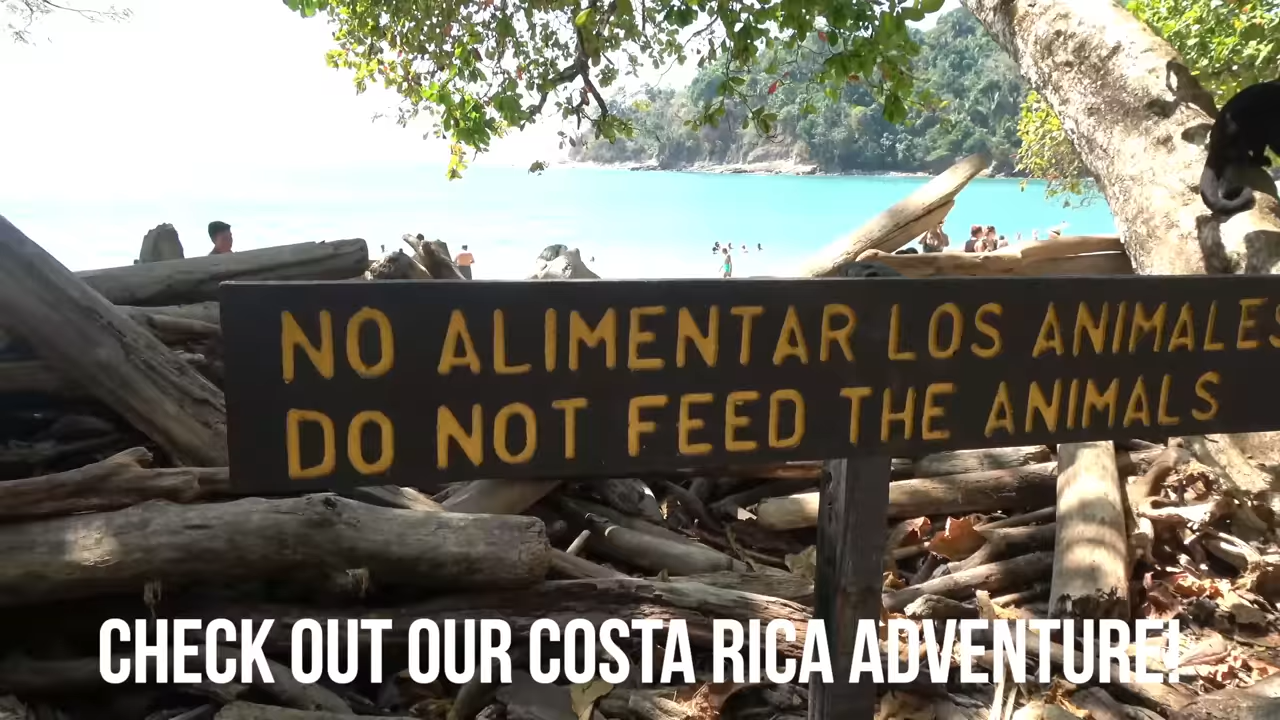 NO ALIMENTAR LOS ANIMALES
DO NOT FEED THE ANIMALS
CHECK OUT OUR COSTA RICA ADVENTURE!